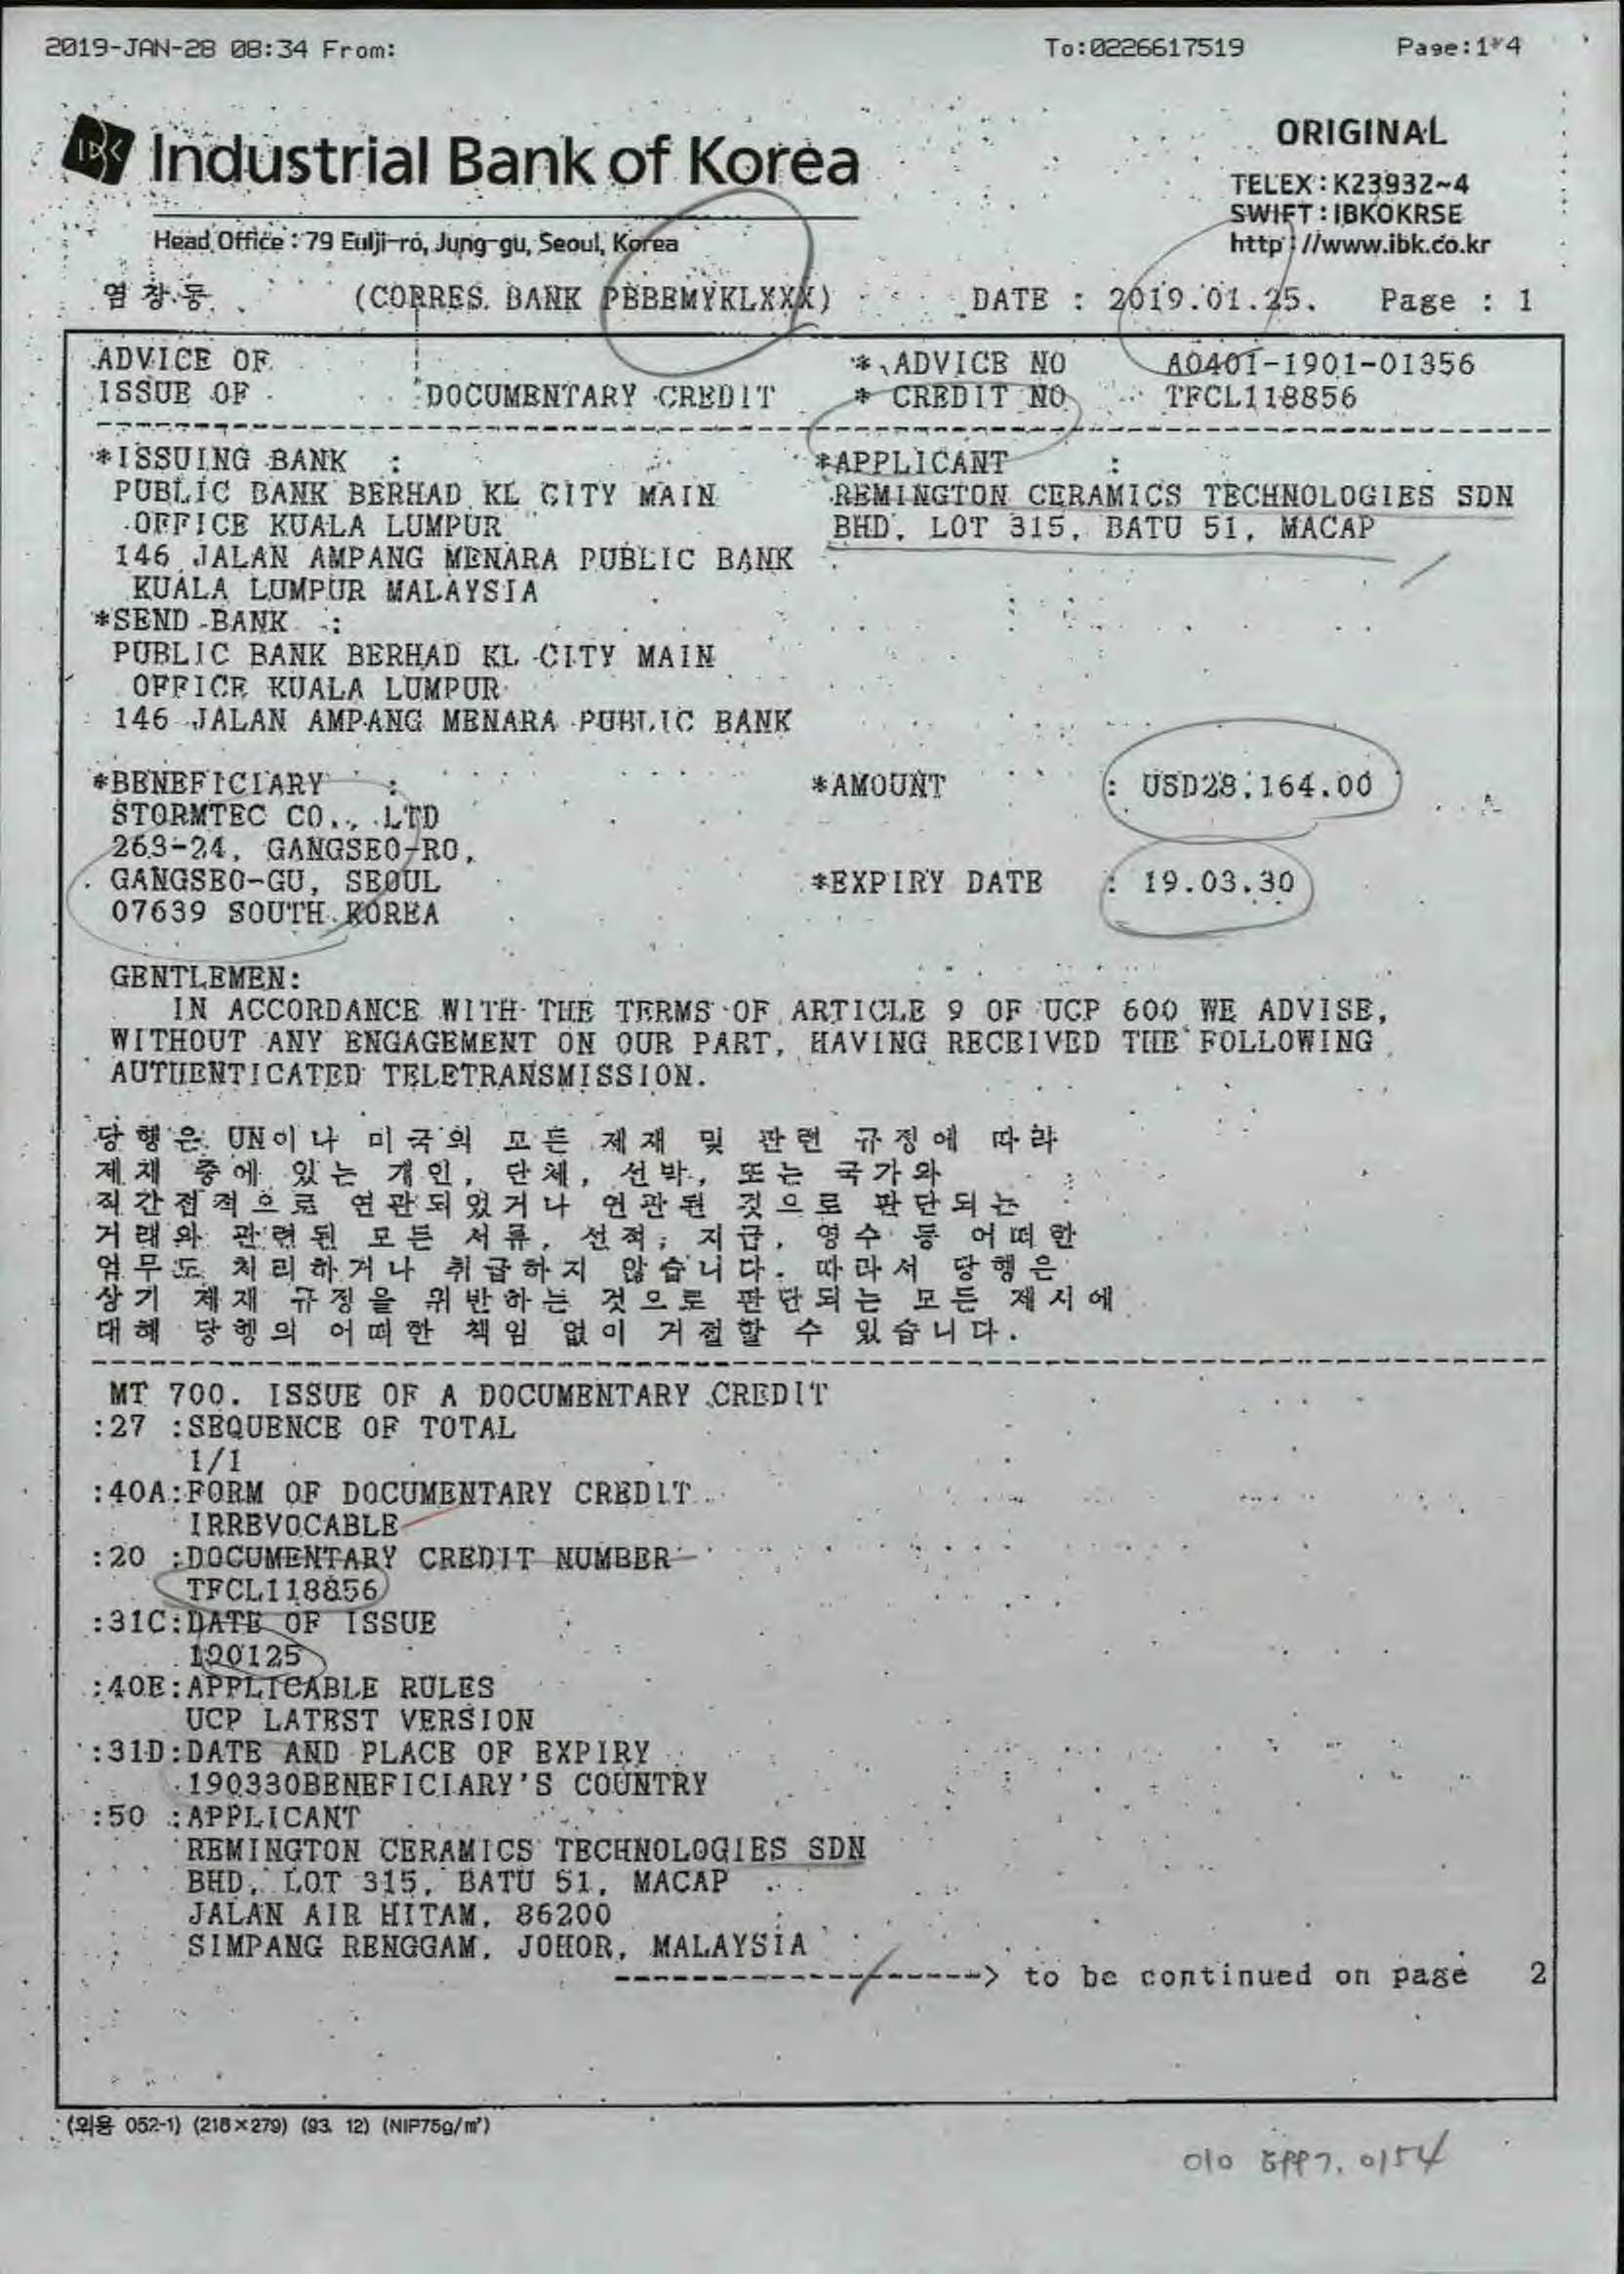 2019-JAN-28 08:34 From: To:0226617519 Page:1/4
IBK Industrial Bank of Korea
ORIGINAL
TELEX : K23932~4
SWIFT : IBKOKRSE
http://www.ibk.co.kr
Head Office : 79 Eulji-ro, Jung-gu, Seoul, Korea
염창동 (CORRES. BANK PBBEMYKLXXX) DATE : 2019.01.25. Page : 1
ADVICE OF * ADVICE NO A0401-1901-01356
ISSUE OF DOCUMENTARY CREDIT * CREDIT NO TFCL118856
*ISSUING BANK : *APPLICANT :
PUBLIC BANK BERHAD KL CITY MAIN REMINGTON CERAMICS TECHNOLOGIES SDN
OFFICE KUALA LUMPUR BHD, LOT 315, BATU 51, MACAP
146 JALAN AMPANG MENARA PUBLIC BANK
KUALA LUMPUR MALAYSIA
*SEND BANK :
PUBLIC BANK BERHAD KL CITY MAIN
OFFICE KUALA LUMPUR
146 JALAN AMPANG MENARA PUBLIC BANK
*BENEFICIARY : *AMOUNT : USD28,164.00
STORMTEC CO., LTD
263-24, GANGSEO-RO,
GANGSEO-GU, SEOUL *EXPIRY DATE : 19.03.30
07639 SOUTH KOREA
GENTLEMEN:
IN ACCORDANCE WITH THE TERMS OF ARTICLE 9 OF UCP 600 WE ADVISE,
WITHOUT ANY ENGAGEMENT ON OUR PART, HAVING RECEIVED THE FOLLOWING
AUTHENTICATED TELETRANSMISSION.
당행은 UN이나 미국의 모든 제재 및 관련 규정에 따라
제재 중에 있는 개인, 단체, 선박, 또는 국가와
직간접적으로 연관되었거나 연관된 것으로 판단되는
거래와 관련된 모든 서류, 선적, 지급, 영수 등 어떠한
업무도 처리하거나 취급하지 않습니다. 따라서 당행은
상기 제재 규정을 위반하는 것으로 판단되는 모든 제시에
대해 당행의 어떠한 책임 없이 거절할 수 있습니다.
MT 700. ISSUE OF A DOCUMENTARY CREDIT
:27 :SEQUENCE OF TOTAL
1/1
:40A:FORM OF DOCUMENTARY CREDIT
IRREVOCABLE
:20 :DOCUMENTARY CREDIT NUMBER
TFCL118856
:31C:DATE OF ISSUE
190125
:40E:APPLICABLE RULES
UCP LATEST VERSION
:31D:DATE AND PLACE OF EXPIRY
190330BENEFICIARY'S COUNTRY
:50 :APPLICANT
REMINGTON CERAMICS TECHNOLOGIES SDN
BHD, LOT 315, BATU 51, MACAP
JALAN AIR HITAM, 86200
SIMPANG RENGGAM, JOHOR, MALAYSIA
-------------------> to be continued on page 2
(외용 052-1) (216×279) (93. 12) (NIP75g/㎡)
010